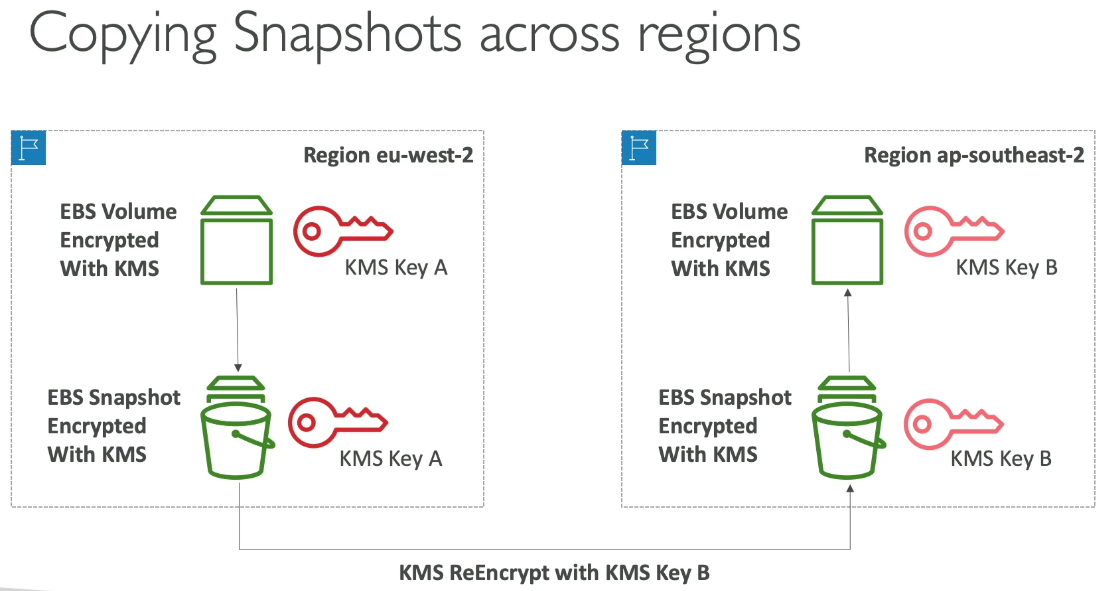 Copying Snapshots across regions
Region eu-west-2
EBS Volume
Encrypted
With KMS
KMS Key A
EBS Snapshot
Encrypted
With KMS
KMS Key A
Region ap-southeast-2
EBS Volume
Encrypted
With KMS
KMS Key B
EBS Snapshot
Encrypted
With KMS
KMS Key B
KMS ReEncrypt with KMS Key B